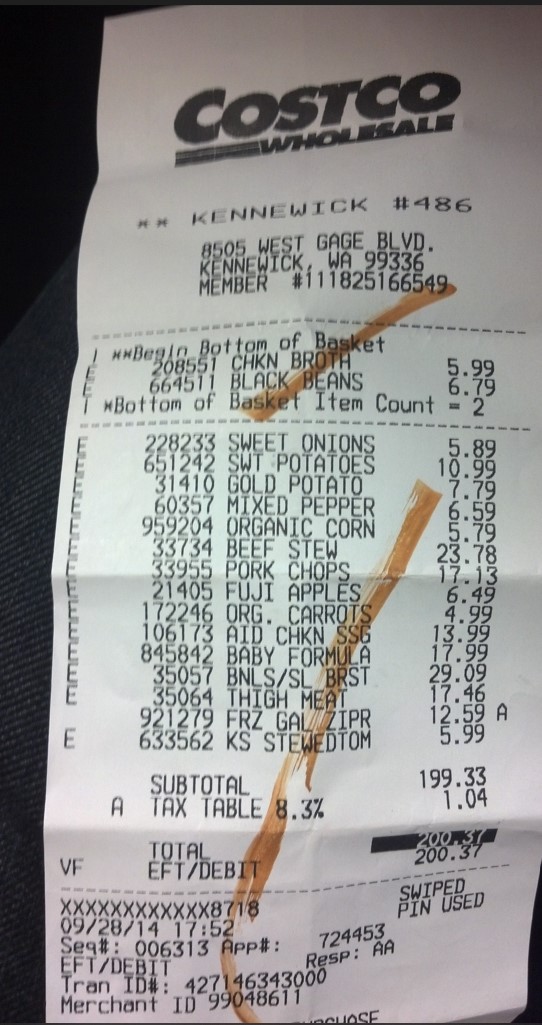 COSTCO
WHOLESALE
** KENNEWICK #486
8505 WEST GAGE BLVD.
KENNEWICK, WA 99336
MEMBER #111825166549
I **Begin Bottom of Basket
E 208551 CHKN BROTH 5.99
E 664511 BLACK BEANS 6.79
I *Bottom of Basket Item Count = 2
E 228233 SWEET ONIONS 5.89
E 651242 SWT POTATOES 10.99
E 31410 GOLD POTATO 7.79
E 60357 MIXED PEPPER 6.59
E 959204 ORGANIC CORN 5.79
E 33734 BEEF STEW 23.78
E 33955 PORK CHOPS 17.13
E 21405 FUJI APPLES 6.49
E 172246 ORG. CARROTS 4.99
E 106173 AID CHKN SSG 13.99
E 845842 BABY FORMULA 17.99
E 35057 BNLS/SL BRST 29.09
E 35064 THIGH MEAT 17.46
921279 FRZ GAL ZIPR 12.59 A
E 633562 KS STEWEDTOM 5.99
SUBTOTAL 199.33
A TAX TABLE 8.3% 1.04
TOTAL 200.37
VF EFT/DEBIT 200.37
SWIPED
XXXXXXXXXXXX8718 PIN USED
09/28/14 17:52
Seq#: 006313 App#: 724453
EFT/DEBIT Resp: AA
Tran ID#: 427146343000
Merchant ID 99048611